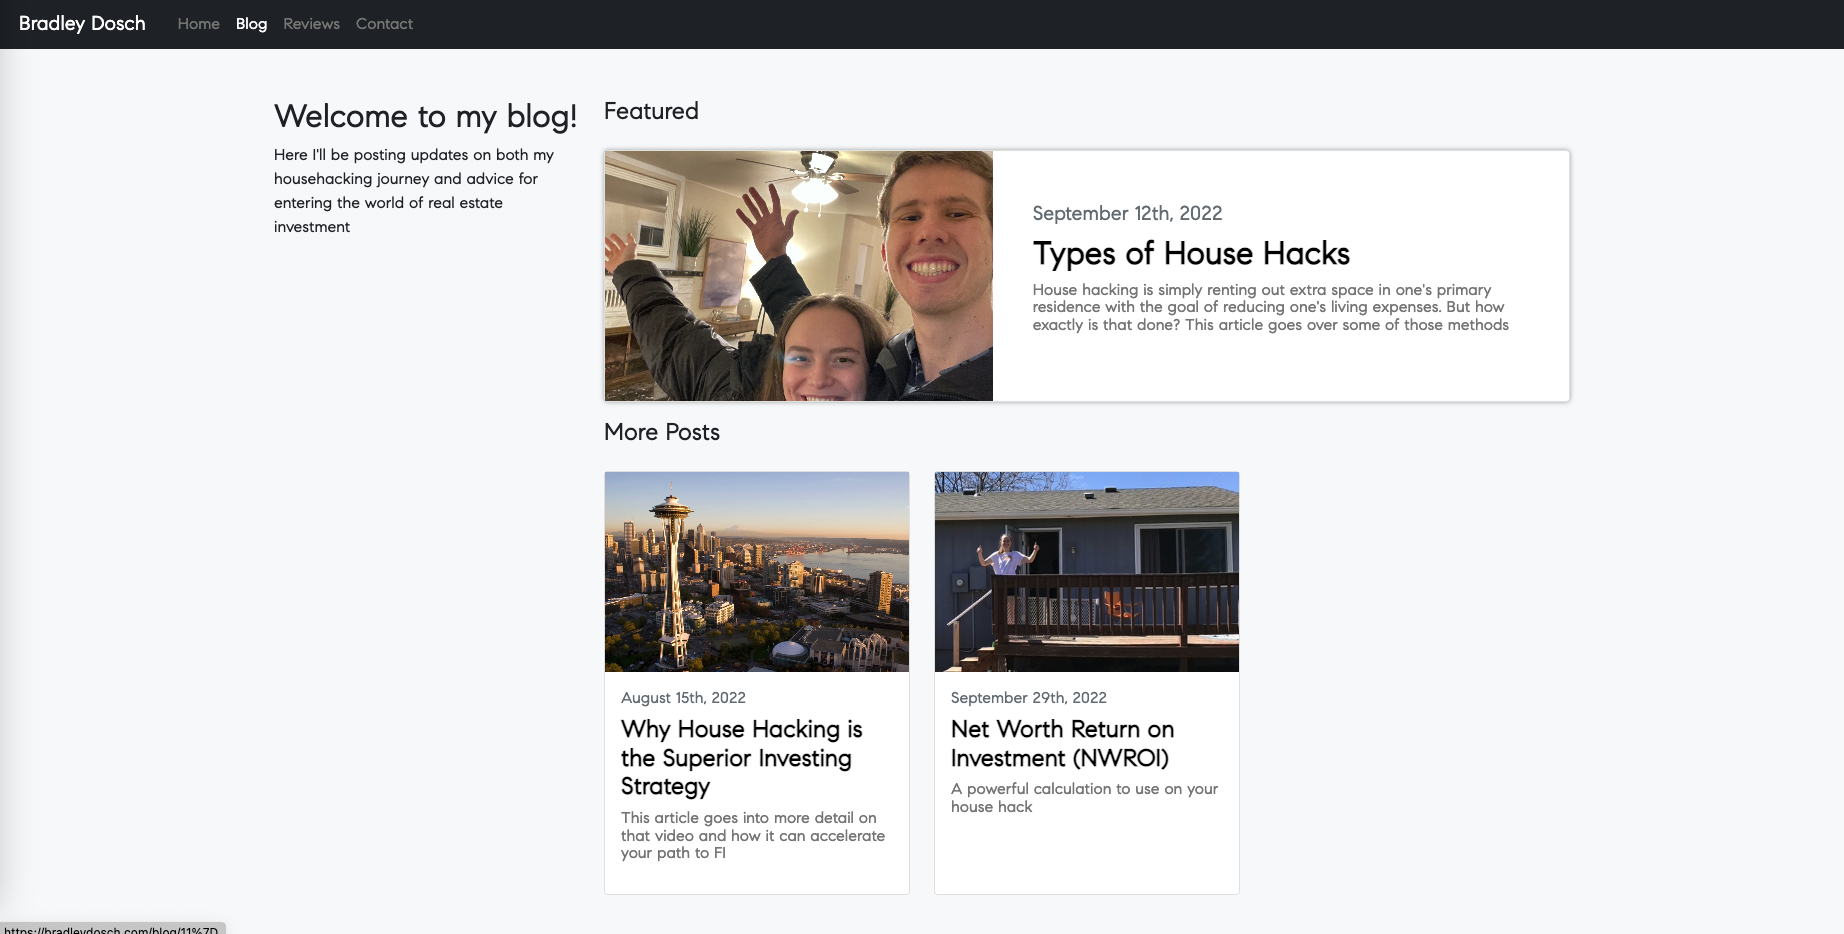 Bradley Dosch Home Blog Reviews Contact
Welcome to my blog!
Here I'll be posting updates on both my
househacking journey and advice for
entering the world of real estate
investment
Featured
September 12th, 2022
Types of House Hacks
House hacking is simply renting out extra space in one's primary
residence with the goal of reducing one's living expenses. But how
exactly is that done? This article goes over some of those methods
More Posts
August 15th, 2022
Why House Hacking is
the Superior Investing
Strategy
This article goes into more detail on
that video and how it can accelerate
your path to FI
September 29th, 2022
Net Worth Return on
Investment (NWROI)
A powerful calculation to use on your
house hack
https://bradleydosch.com/blog/11%7D